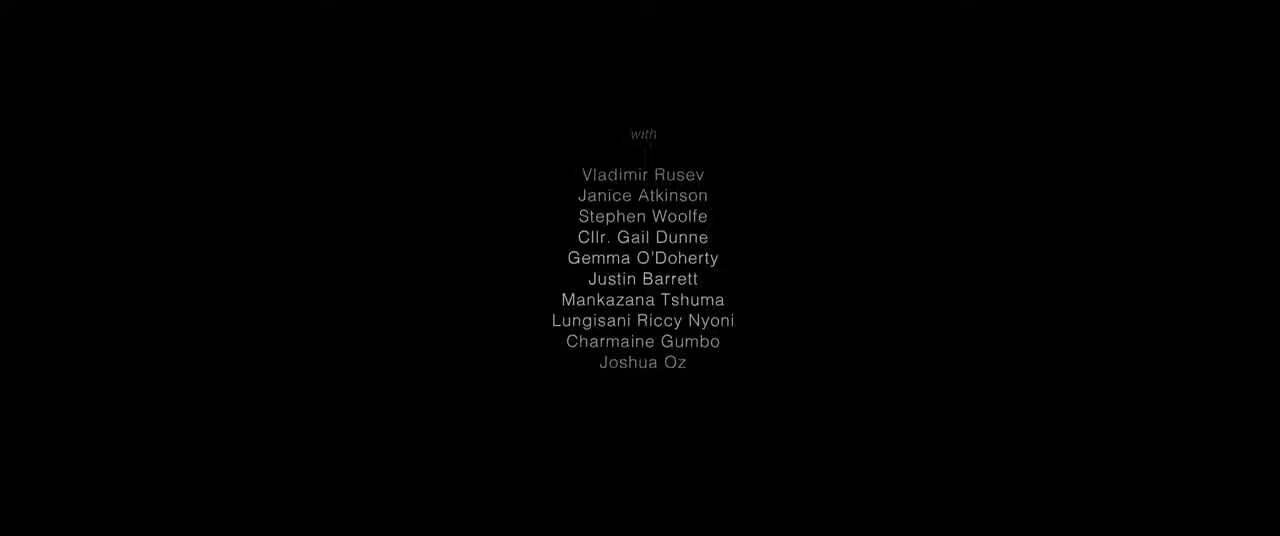 with
Vladimir Rusev
Janice Atkinson
Stephen Woolfe
Cllr. Gail Dunne
Gemma O'Doherty
Justin Barrett
Mankazana Tshuma
Lungisani Riccy Nyoni
Charmaine Gumbo
Joshua Oz